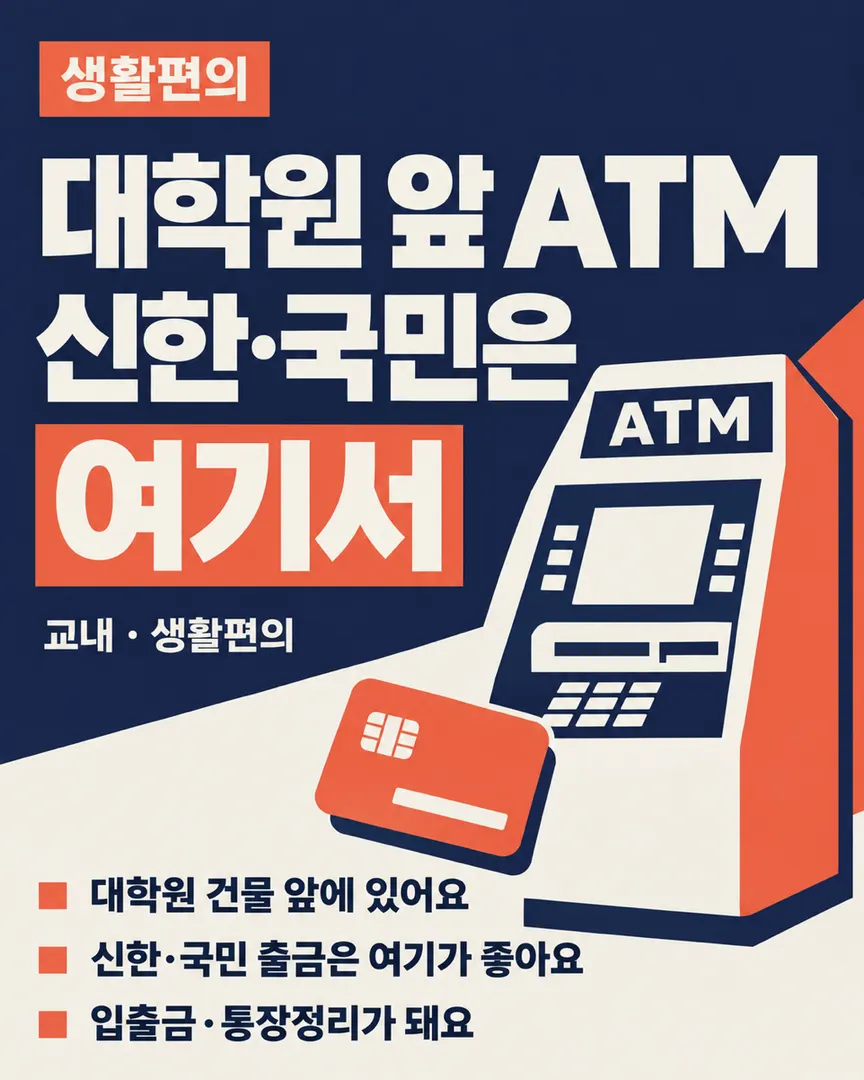 생활편의
대학원 앞 ATM
신한·국민은
여기서
ATM
교내 · 생활편의
대학원 건물 앞에 있어요
신한·국민 출금은 여기가 좋아요
입출금·통장정리가 돼요